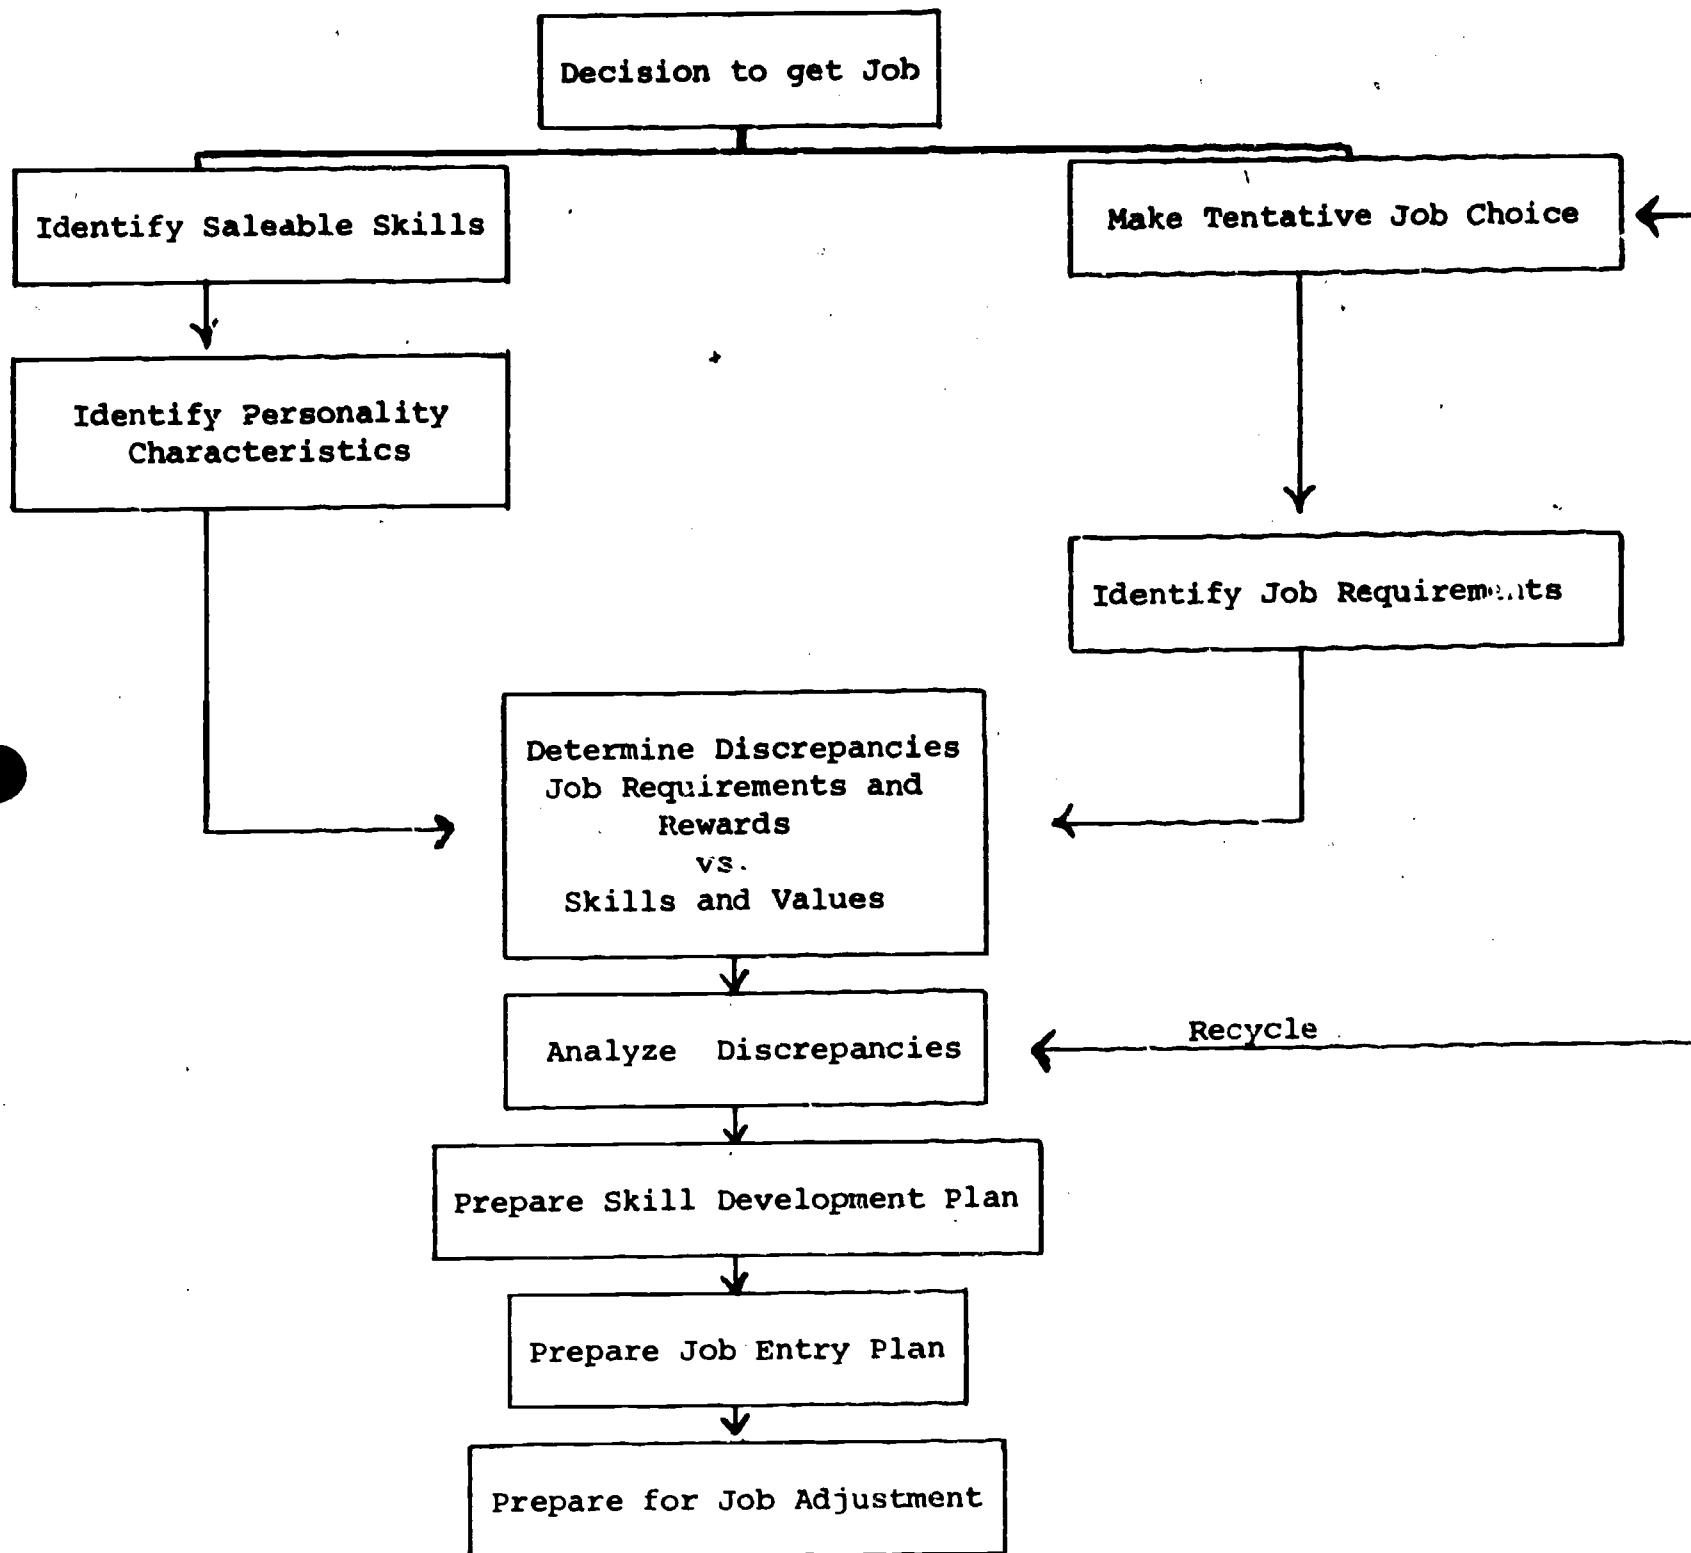 Decision to get Job
Identify Saleable Skills
Make Tentative Job Choice
Identify Personality
Characteristics
Identify Job Requirements
Determine Discrepancies
Job Requirements and
Rewards
vs.
Skills and Values
Analyze Discrepancies
Recycle
Prepare Skill Development Plan
Prepare Job Entry Plan
Prepare for Job Adjustment